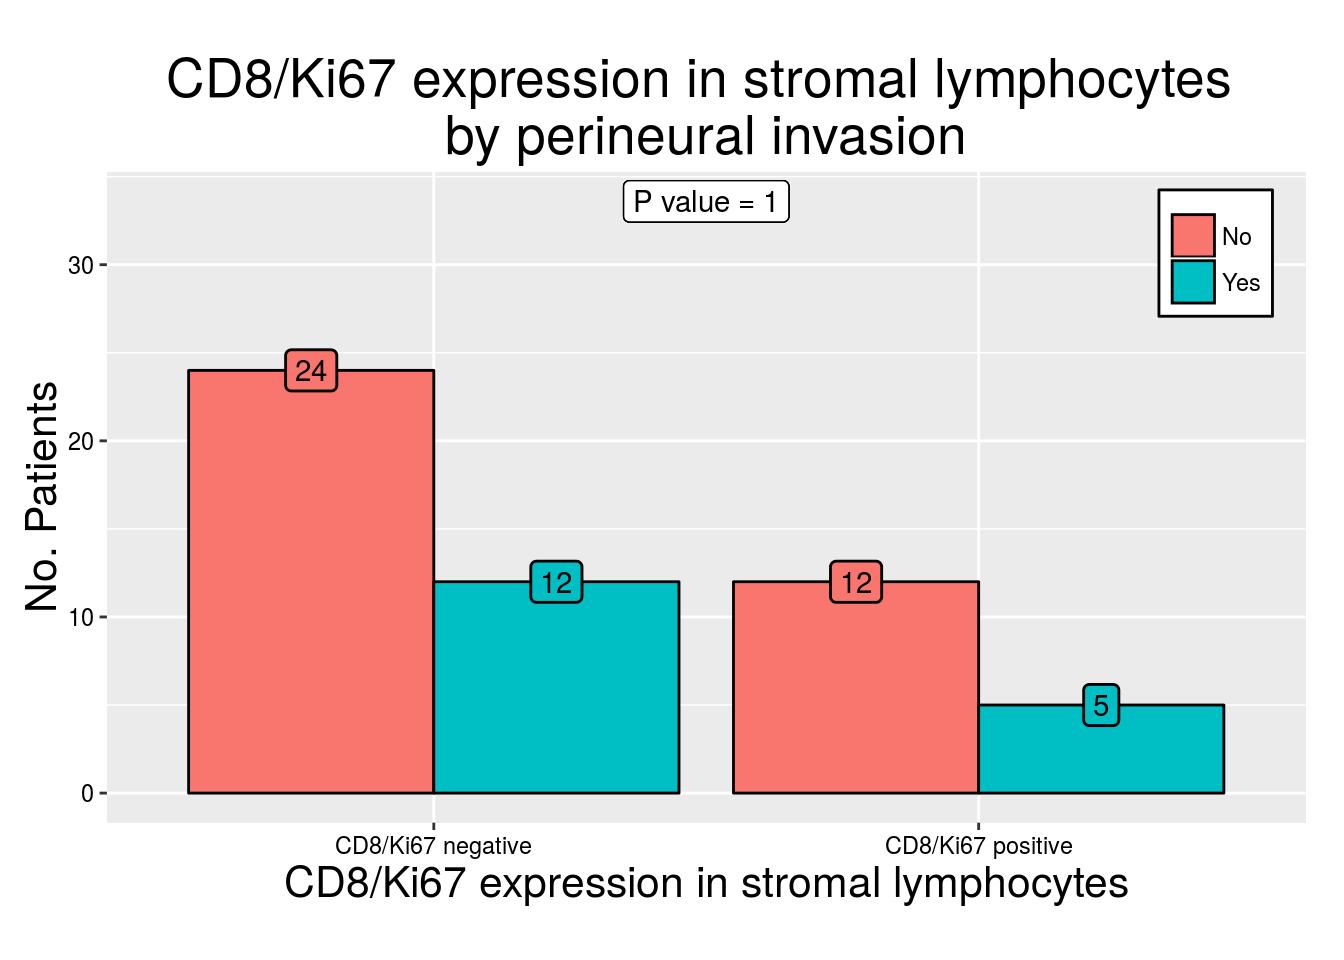 CD8/Ki67 expression in stromal lymphocytes
by perineural invasion
P value = 1
No
Yes
No. Patients
30
20
10
0
24
12
12
5
CD8/Ki67 negative
CD8/Ki67 positive
CD8/Ki67 expression in stromal lymphocytes